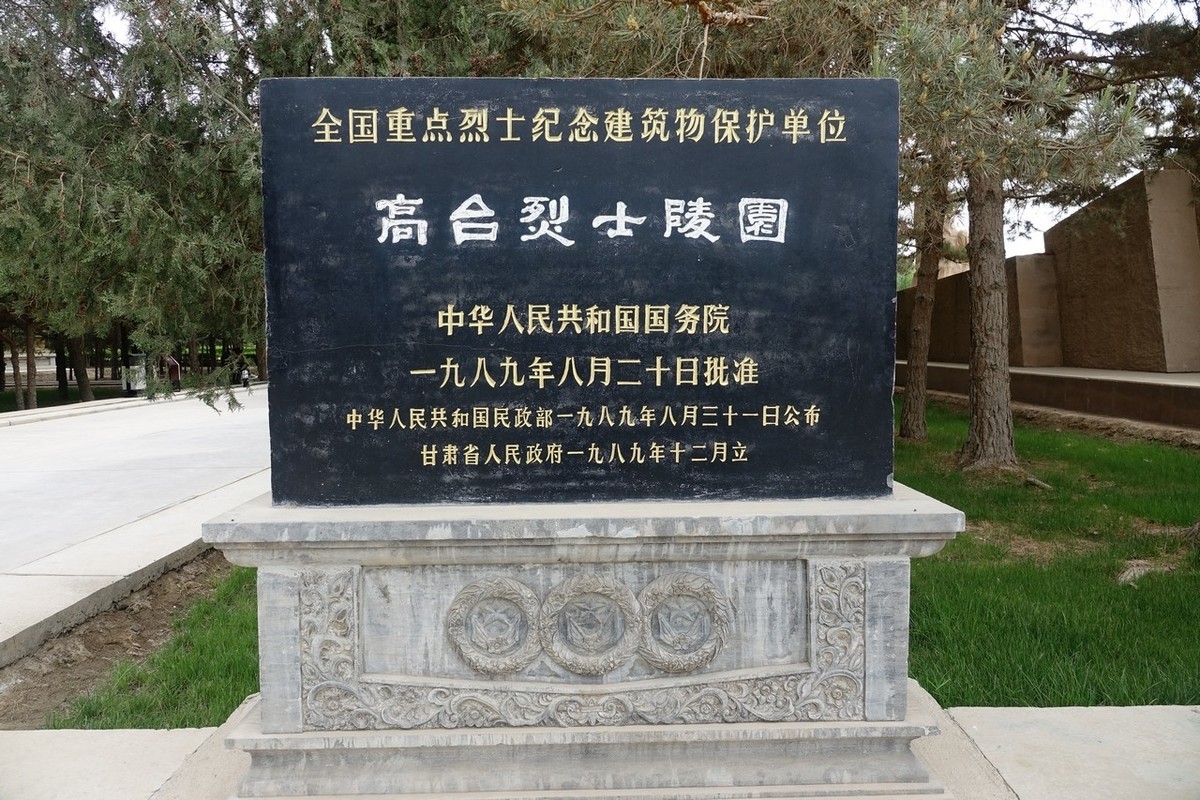 全国重点烈士纪念建筑物保护单位
高台烈士陵園
中华人民共和国国务院
一九八九年八月二十日批准
中华人民共和国民政部一九八九年八月三十一日公布
甘肃省人民政府一九八九年十二月立